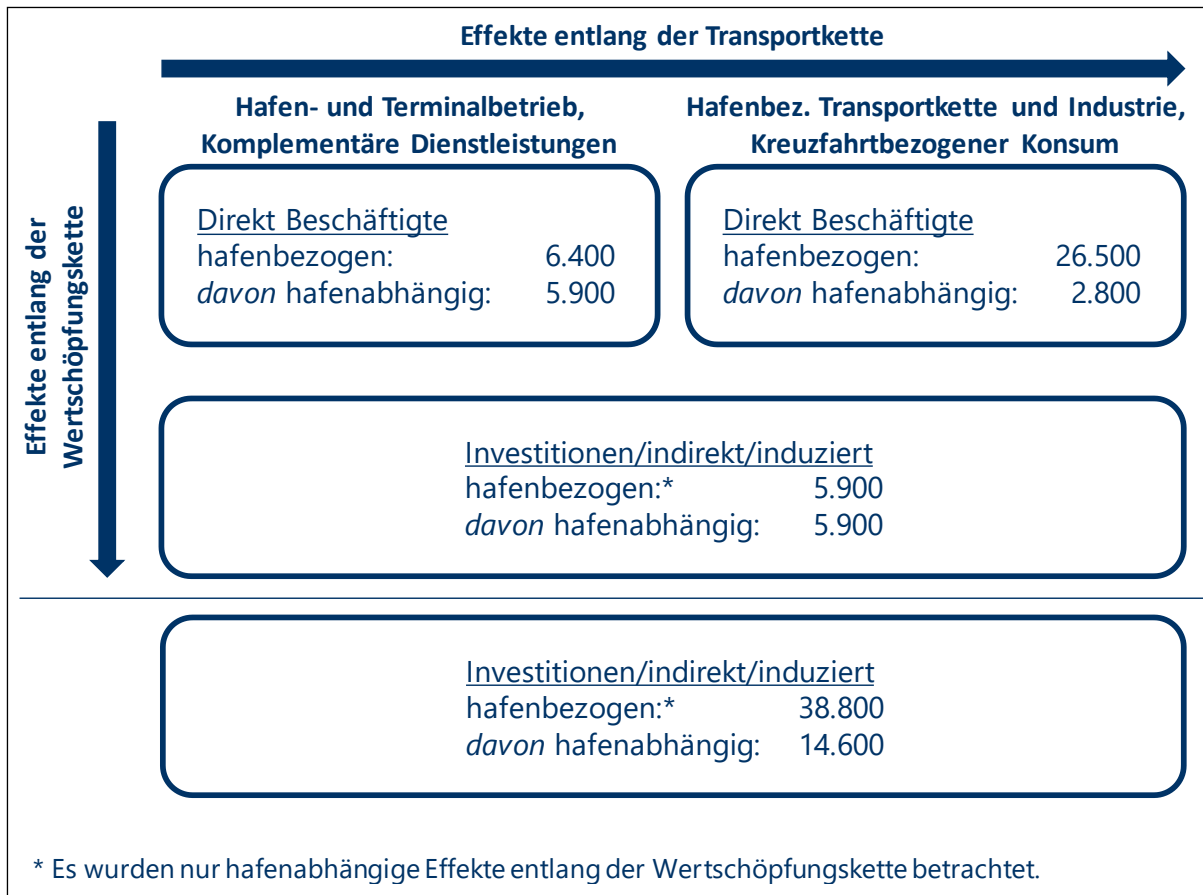 Effekte entlang der Transportkette
Hafen- und Terminalbetrieb,
Komplementäre Dienstleistungen
Hafenbez. Transportkette und Industrie,
Kreuzfahrtbezogener Konsum
Effekte entlang der
Wertschöpfungskette
Direkt Beschäftigte
hafenbezogen: 6.400
davon hafenabhängig: 5.900
Direkt Beschäftigte
hafenbezogen: 26.500
davon hafenabhängig: 2.800
Investitionen/indirekt/induziert
hafenbezogen:* 5.900
davon hafenabhängig: 5.900
Investitionen/indirekt/induziert
hafenbezogen:* 38.800
davon hafenabhängig: 14.600
* Es wurden nur hafenabhängige Effekte entlang der Wertschöpfungskette betrachtet.